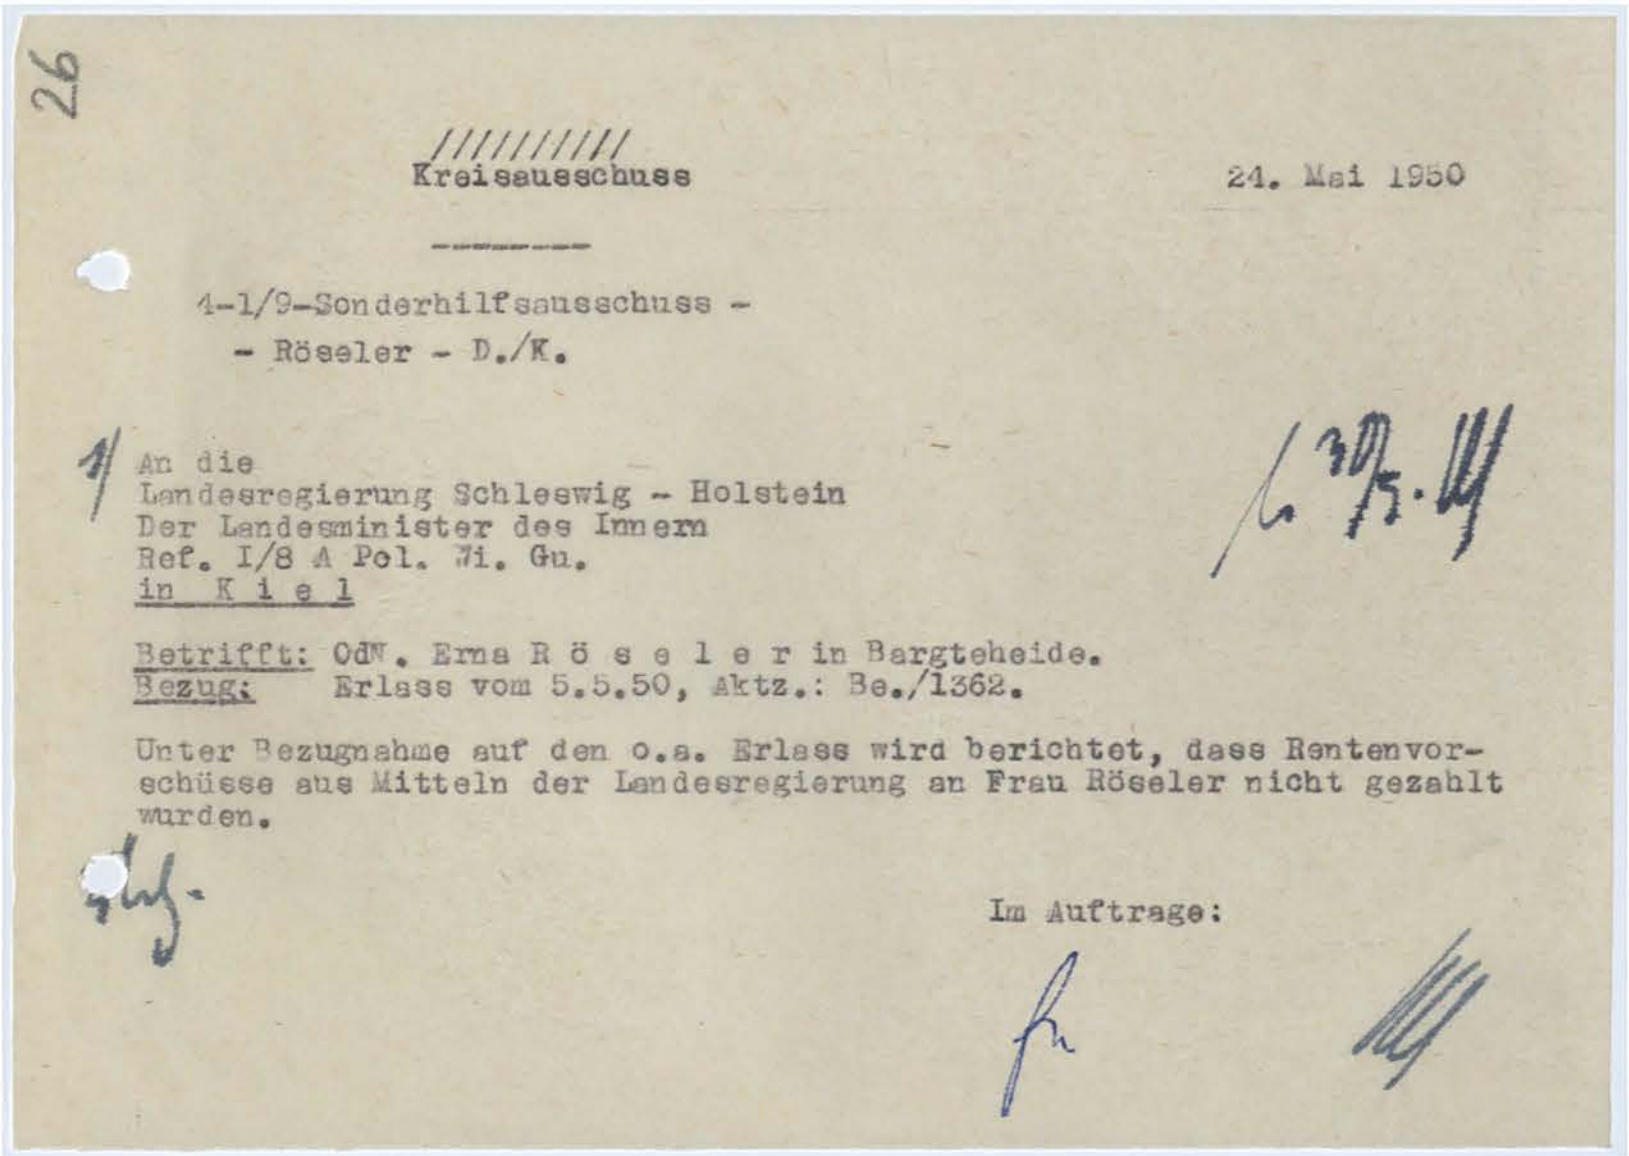 26
//////////
Kreisausschuss
24. Mai 1950
----------
4-1/9-Sonderhilfsausschuss -
- Röseler - D./K.
1/
An die
Landesregierung Schleswig - Holstein
Der Landesminister des Innern
Ref. I/8 A Pol. Wi. Gu.
in K i e l
30/5.
Betrifft: OdN. Erna R ö s e l e r in Bargteheide.
Bezug: Erlass vom 5.5.50, Aktz.: Be./1362.
Unter Bezugnahme auf den o.a. Erlass wird berichtet, dass Rentenvor-
schüsse aus Mitteln der Landesregierung an Frau Röseler nicht gezahlt
wurden.
Im Auftrage: